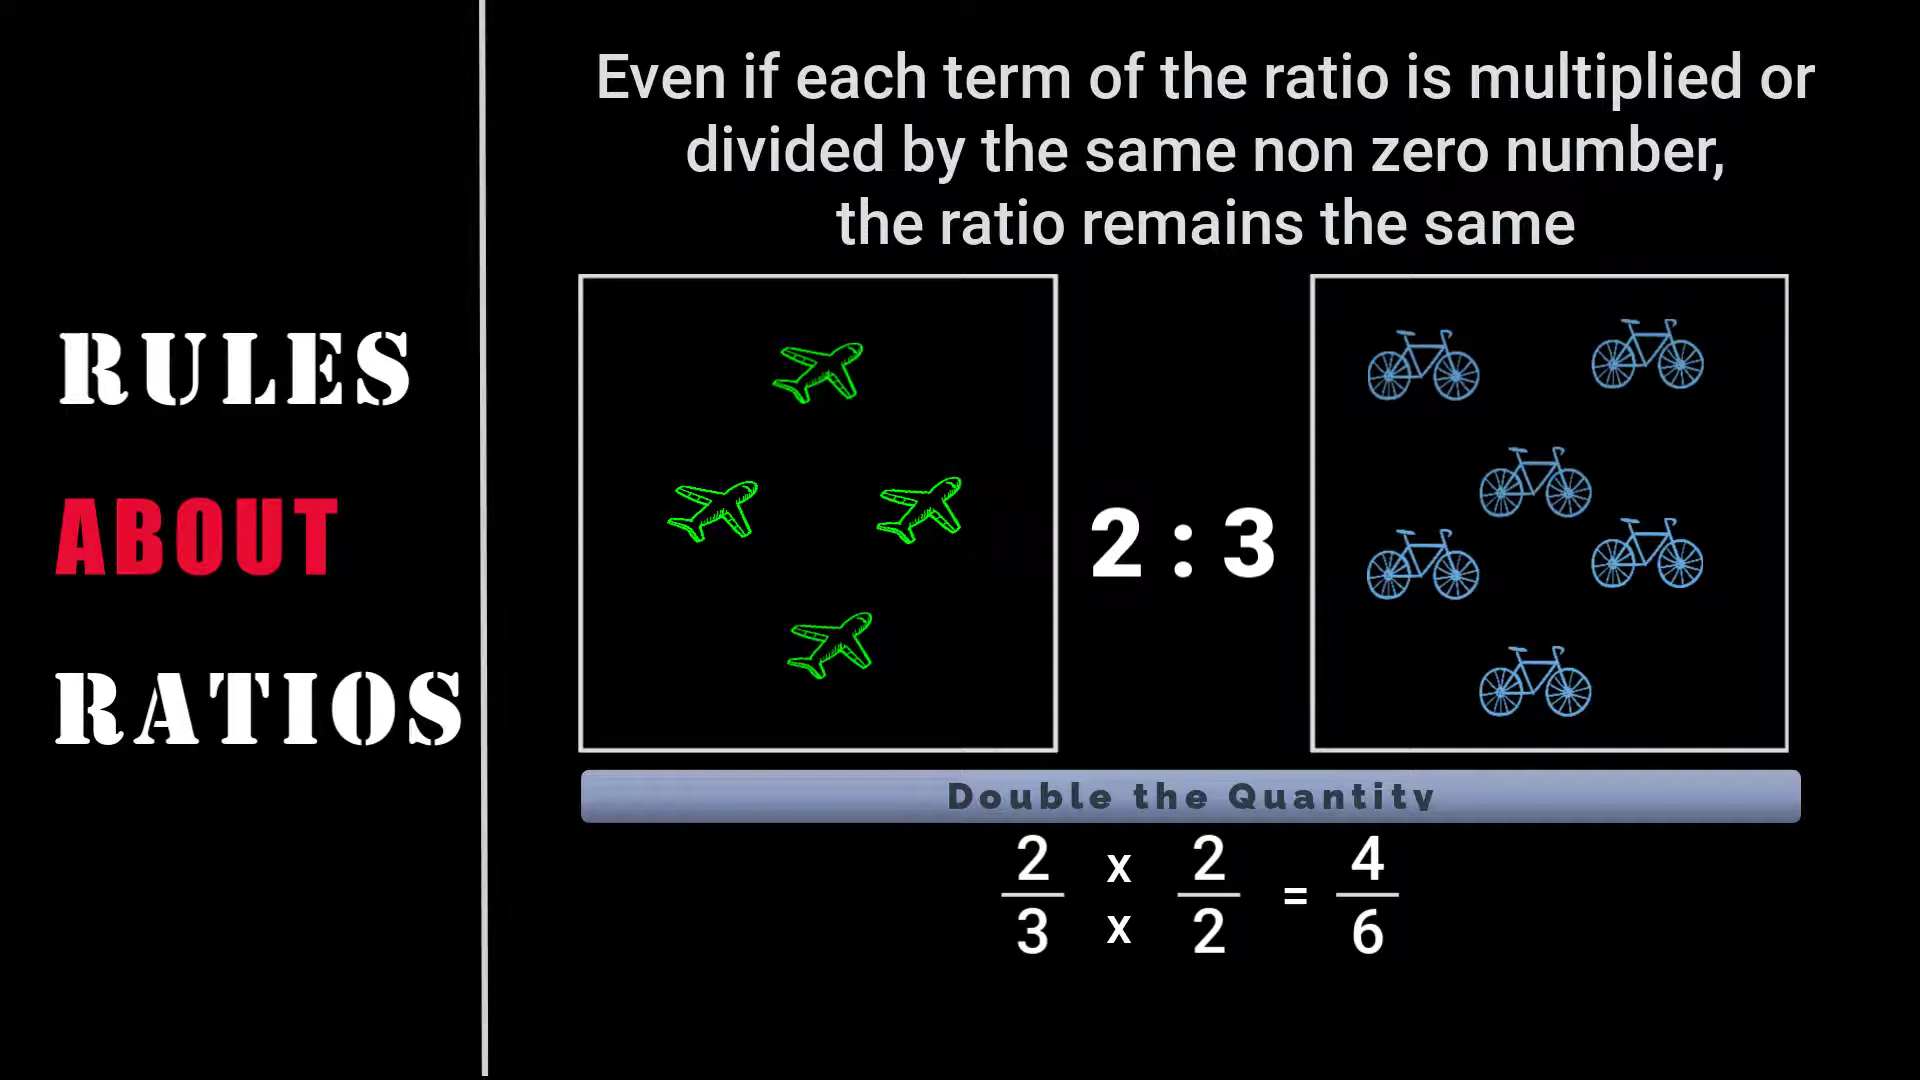 RULES
ABOUT
RATIOS
Even if each term of the ratio is multiplied or
divided by the same non zero number,
the ratio remains the same
2 : 3
Double the Quantity
2 x 2 = 4
3 x 2 6